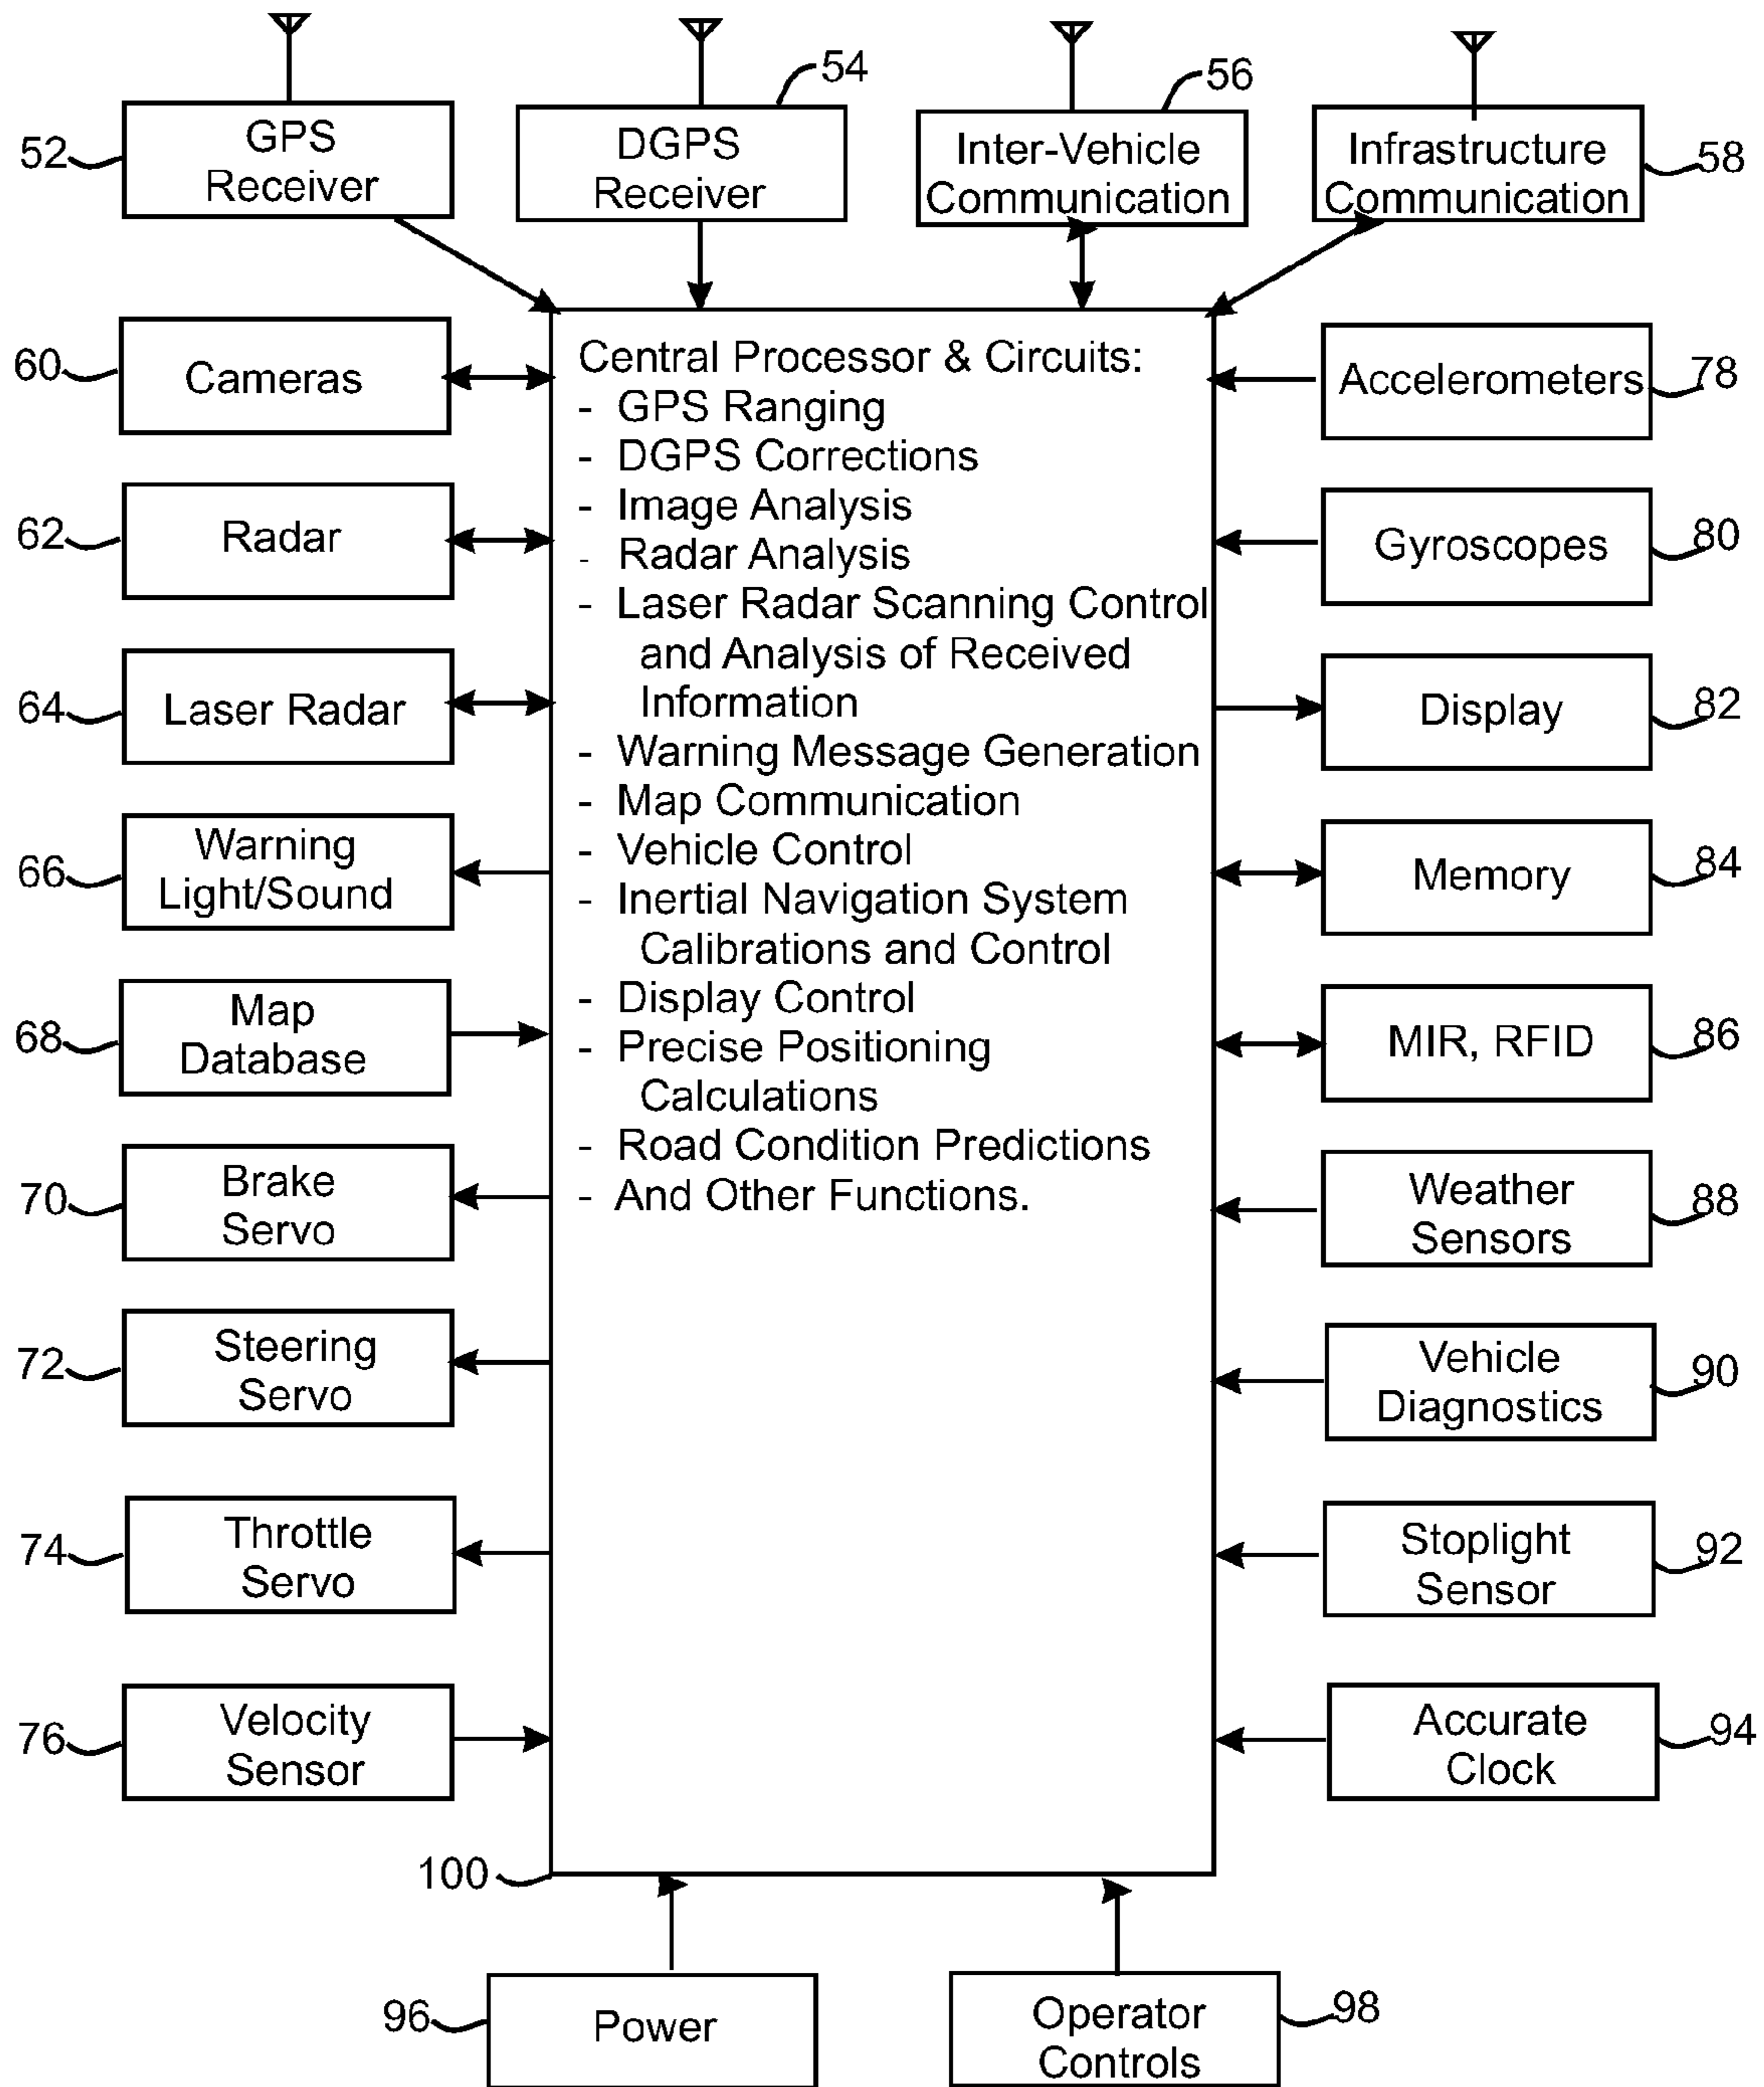 54
56
52
GPS
Receiver
DGPS
Receiver
Inter-Vehicle
Communication
Infrastructure
Communication
58
60
Cameras
62
Radar
64
Laser Radar
66
Warning
Light/Sound
68
Map
Database
70
Brake
Servo
72
Steering
Servo
74
Throttle
Servo
76
Velocity
Sensor
Central Processor & Circuits:
- GPS Ranging
- DGPS Corrections
- Image Analysis
- Radar Analysis
- Laser Radar Scanning Control
and Analysis of Received
Information
- Warning Message Generation
- Map Communication
- Vehicle Control
- Inertial Navigation System
Calibrations and Control
- Display Control
- Precise Positioning
Calculations
- Road Condition Predictions
- And Other Functions.
100
Accelerometers
78
Gyroscopes
80
Display
82
Memory
84
MIR, RFID
86
Weather
Sensors
88
Vehicle
Diagnostics
90
Stoplight
Sensor
92
Accurate
Clock
94
96
Power
Operator
Controls
98